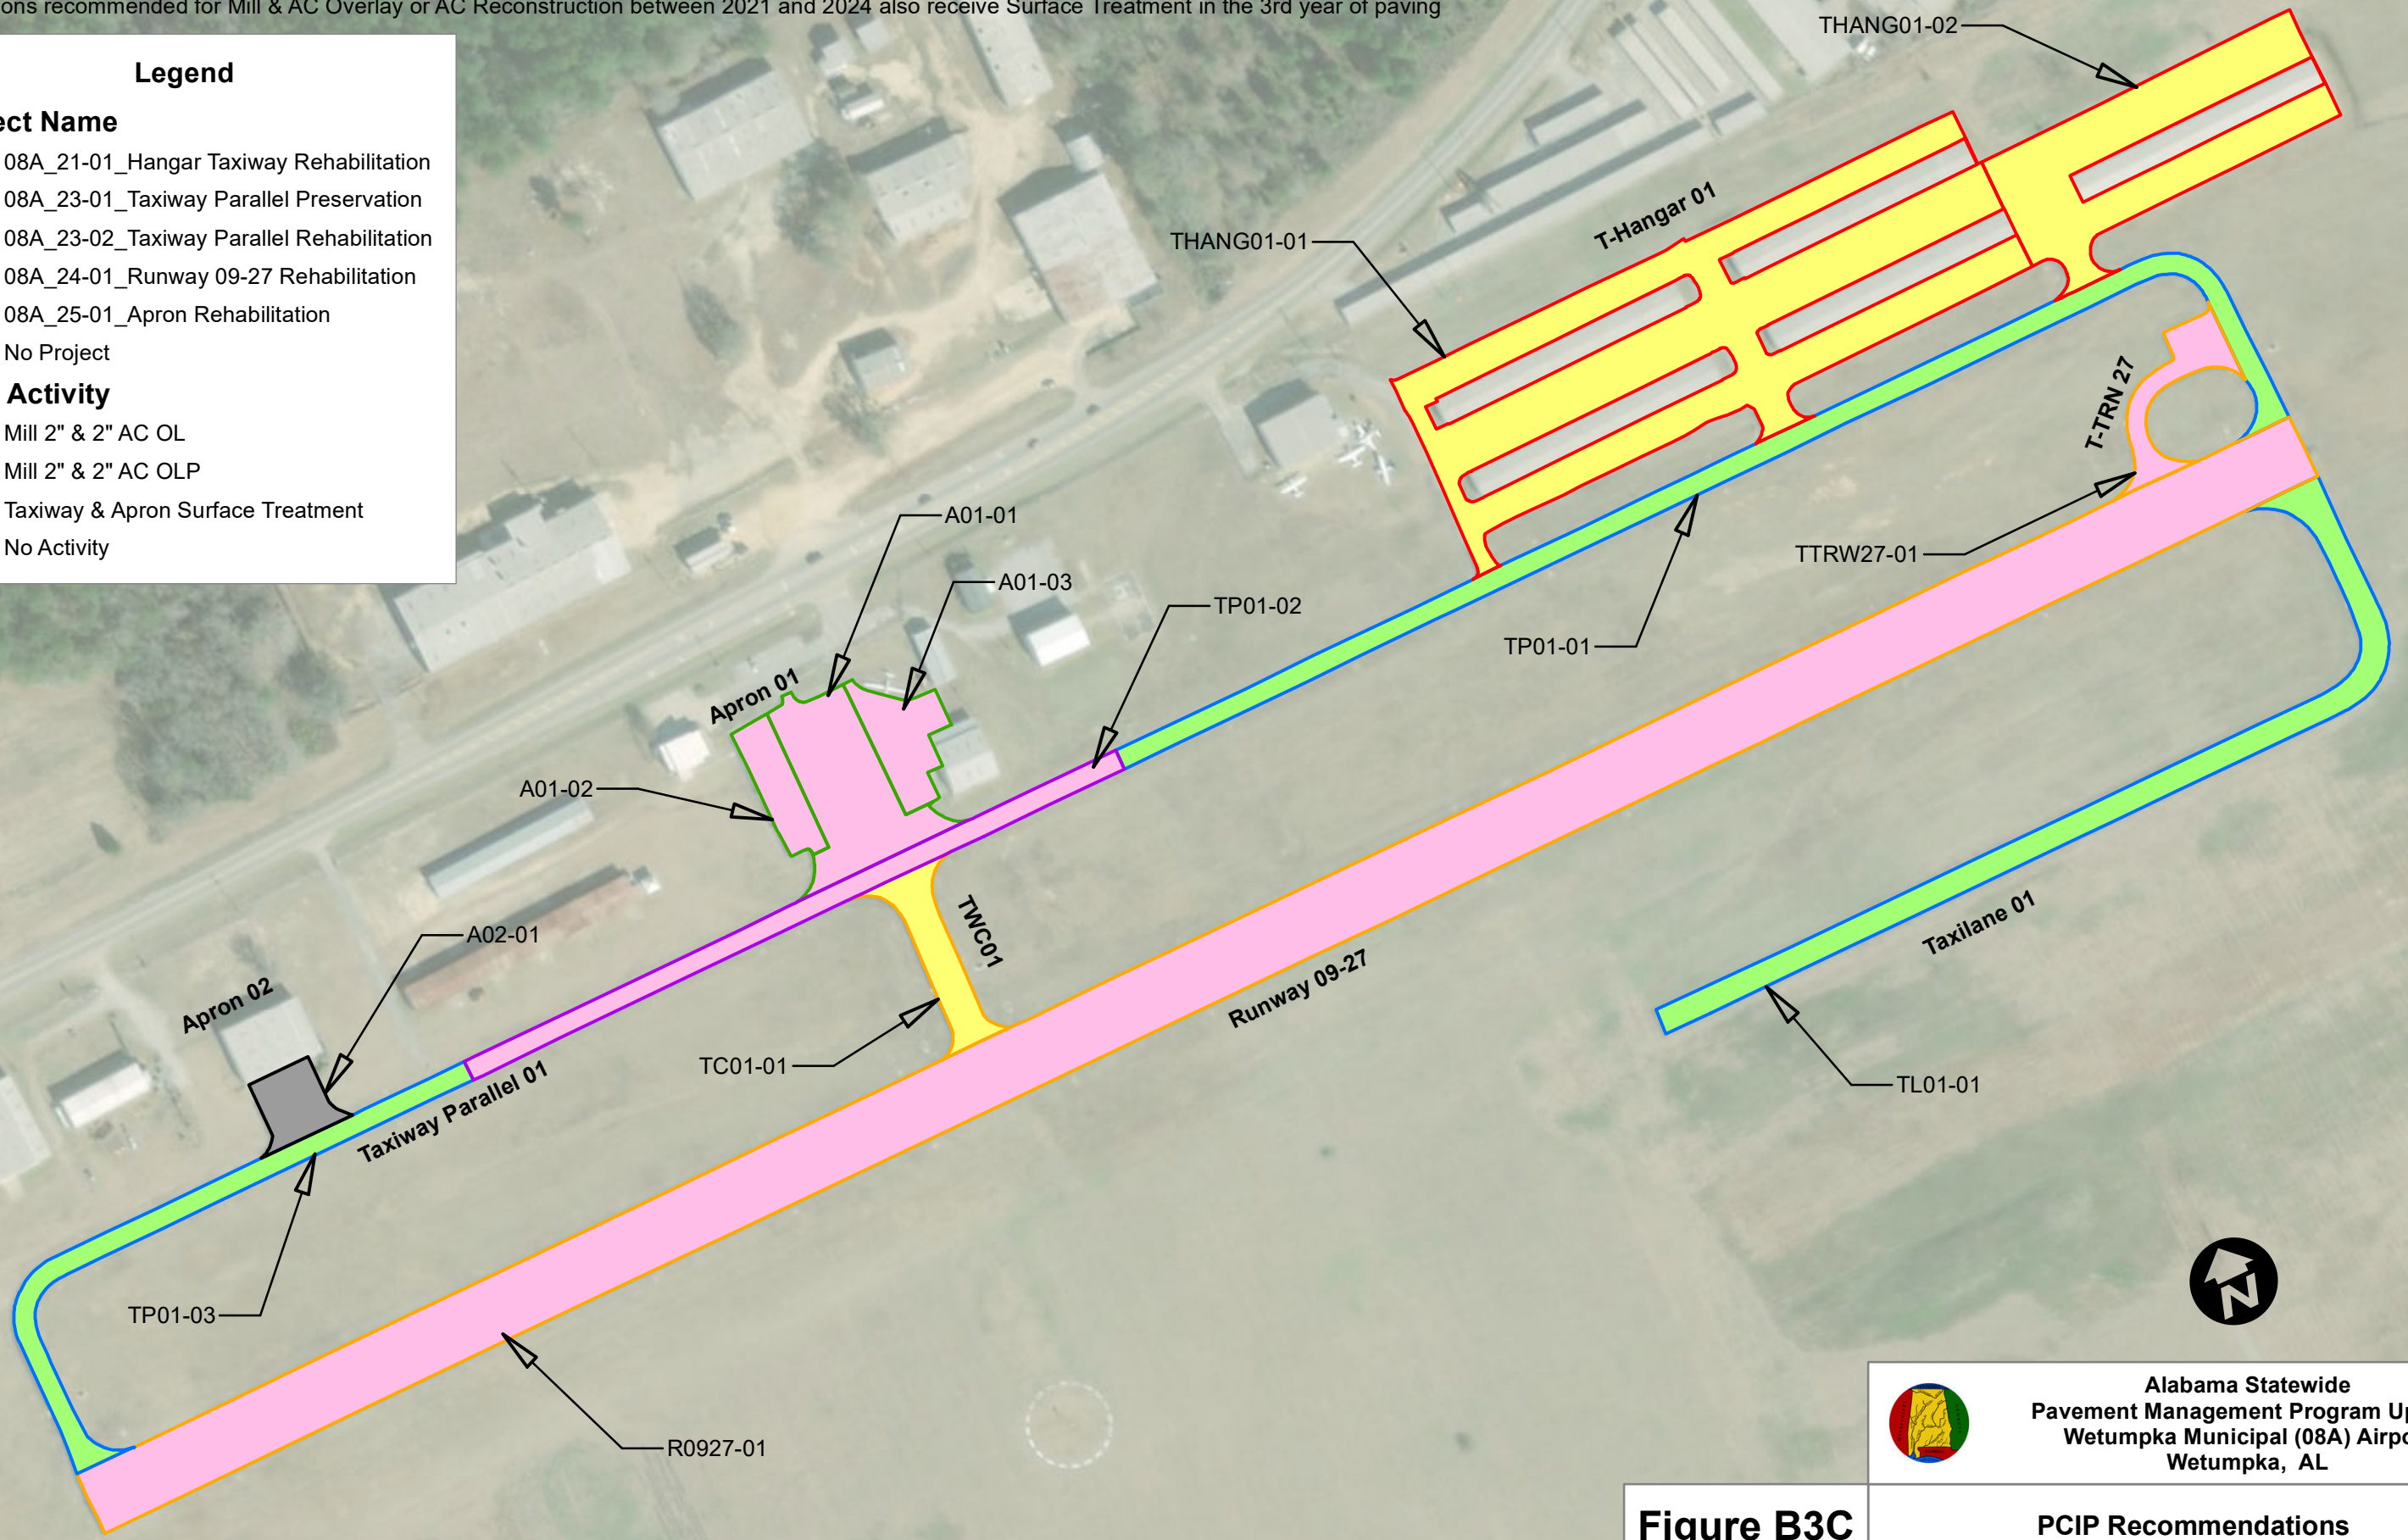 ons recommended for Mill & AC Overlay or AC Reconstruction between 2021 and 2024 also receive Surface Treatment in the 3rd year of paving
Legend
ect Name
08A_21-01_Hangar Taxiway Rehabilitation
08A_23-01_Taxiway Parallel Preservation
08A_23-02_Taxiway Parallel Rehabilitation
08A_24-01_Runway 09-27 Rehabilitation
08A_25-01_Apron Rehabilitation
No Project
Activity
Mill 2" & 2" AC OL
Mill 2" & 2" AC OLP
Taxiway & Apron Surface Treatment
No Activity
THANG01-02
T-Hangar 01
THANG01-01
T-TRN 27
A01-01
TTRW27-01
A01-03
TP01-02
TP01-01
Apron 01
A01-02
TWC01
Taxilane 01
A02-01
Apron 02
Runway 09-27
TC01-01
TL01-01
Taxiway Parallel 01
TP01-03
N
R0927-01
Alabama Statewide
Pavement Management Program Up
Wetumpka Municipal (08A) Airpo
Wetumpka, AL
Figure B3C
PCIP Recommendations